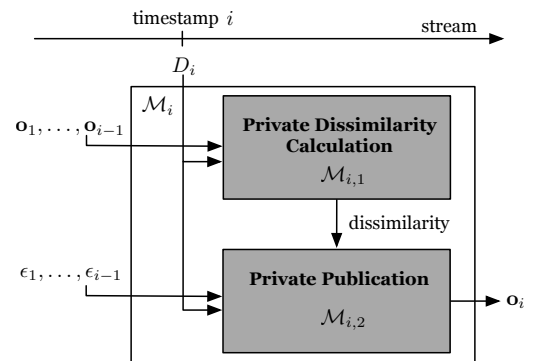 timestamp i
stream
D_i
ℳ_i
o_1, . . . , o_{i−1}
Private Dissimilarity
Calculation
ℳ_{i,1}
dissimilarity
ϵ_1, . . . , ϵ_{i−1}
Private Publication
ℳ_{i,2}
o_i